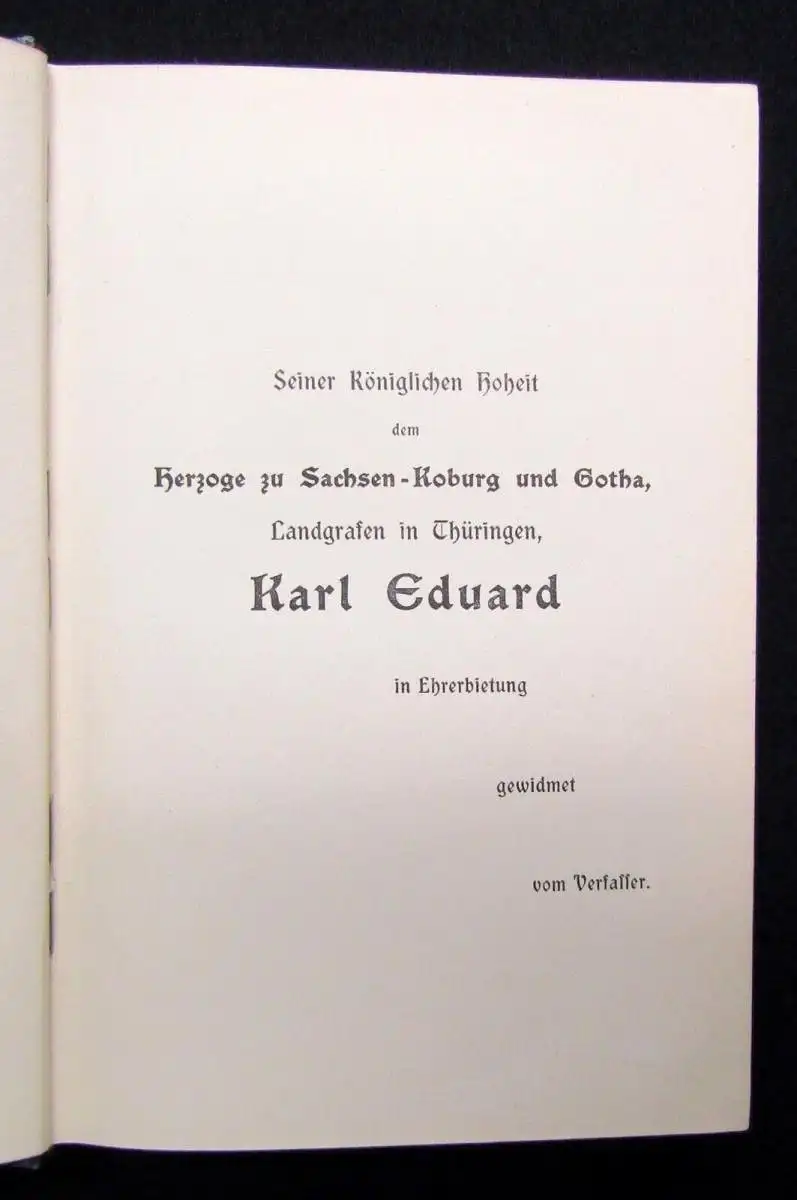 Seiner Königlichen Hoheit
dem
Herzoge zu Sachsen-Koburg und Gotha,
Landgrafen in Thüringen,
Karl Eduard
in Ehrerbietung
gewidmet
vom Verfasser.